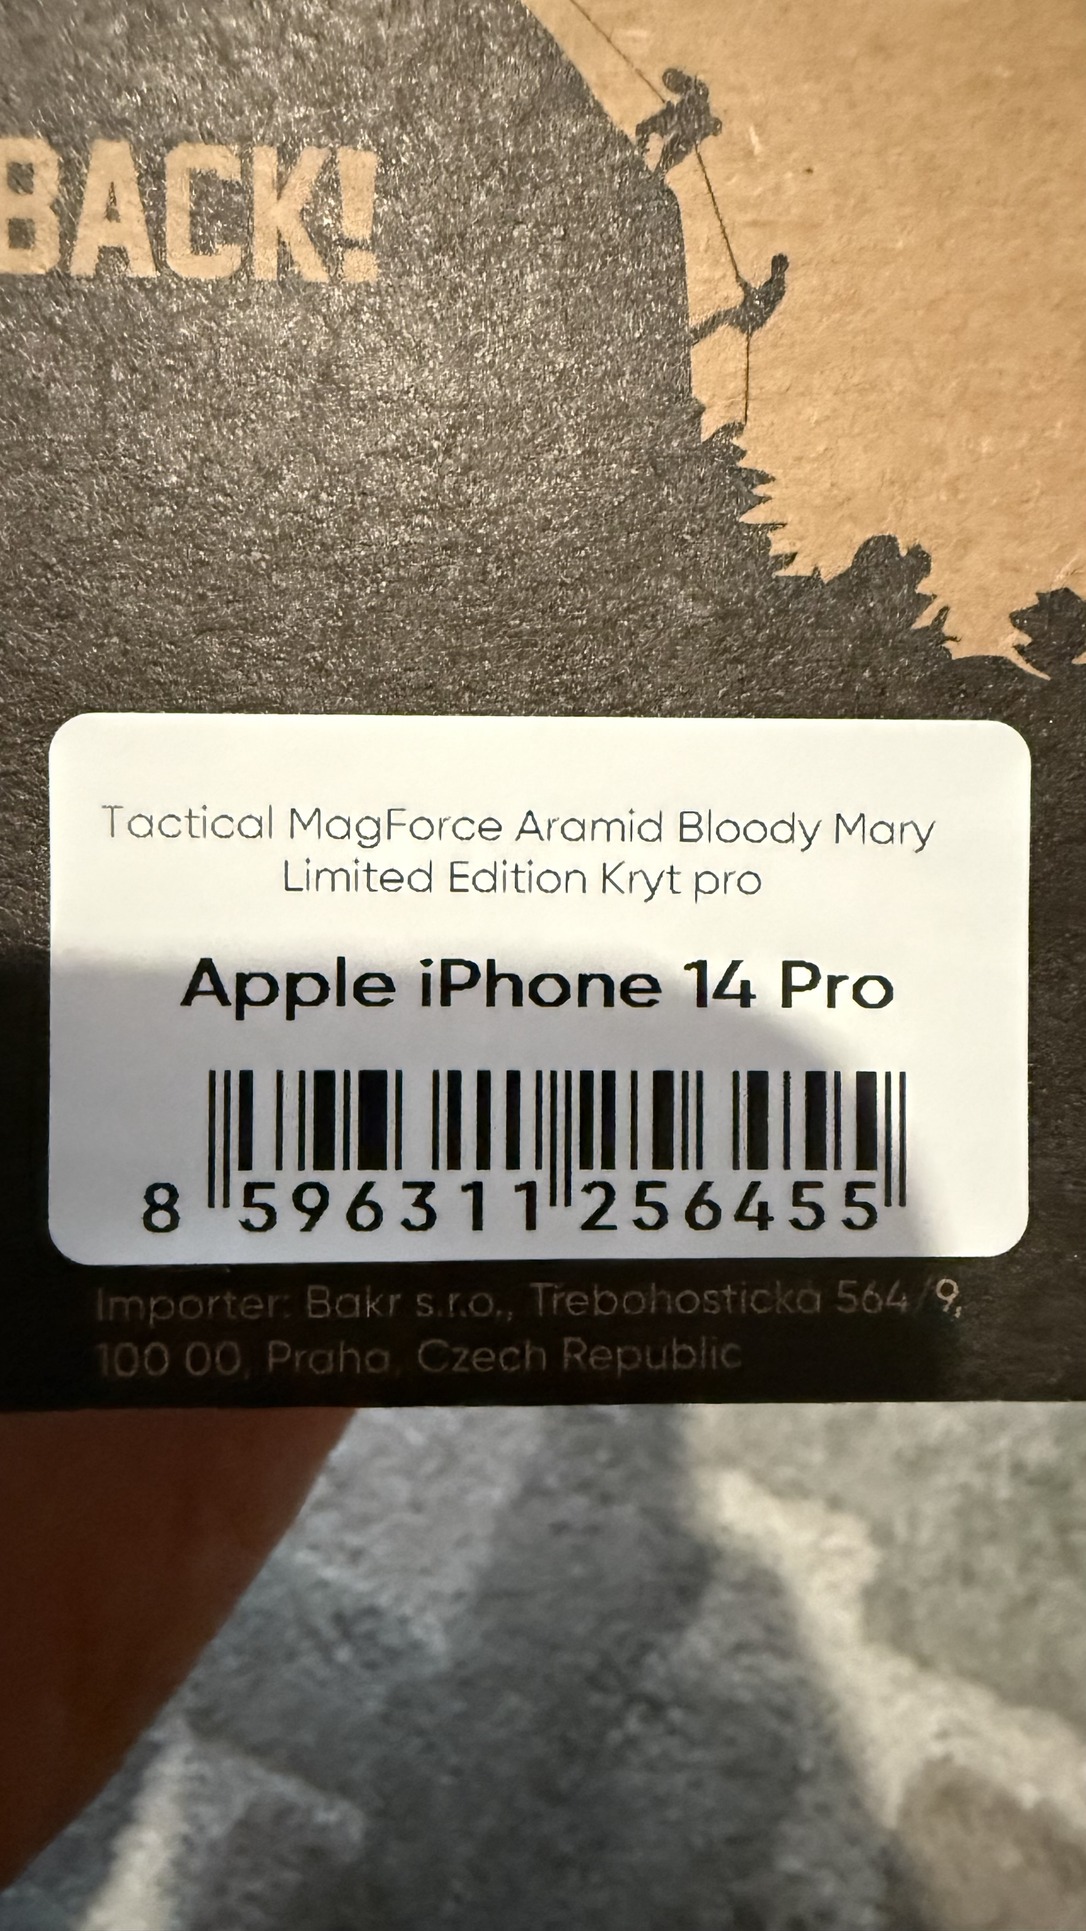 BACK!
Tactical MagForce Aramid Bloody Mary
Limited Edition Kryt pro
Apple iPhone 14 Pro
8 596311 256455
Importer: Bakr s.r.o., Třebohostická 564/9,
100 00, Praha, Czech Republic